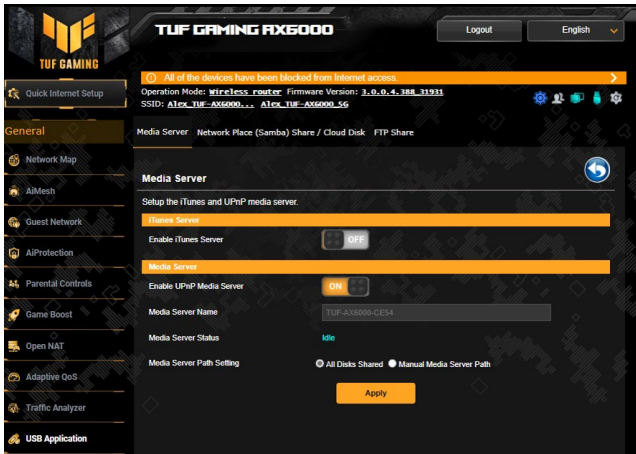 TUF GAMING AX6000
Logout
English
TUF GAMING
All of the devices have been blocked from Internet access.
Quick Internet Setup
Operation Mode: Wireless router Firmware Version: 3.0.0.4.388_31931
SSID: Alex_TUF-AX6000... Alex_TUF-AX6000_5G
General
Media Server Network Place (Samba) Share / Cloud Disk FTP Share
Network Map
AiMesh
Guest Network
AiProtection
Parental Controls
Game Boost
Open NAT
Adaptive QoS
Traffic Analyzer
USB Application
Media Server
Setup the iTunes and UPnP media server.
iTunes Server
Enable iTunes Server OFF
Media Server
Enable UPnP Media Server ON
Media Server Name TUF-AX6000-CE54
Media Server Status Idle
Media Server Path Setting All Disks Shared Manual Media Server Path
Apply